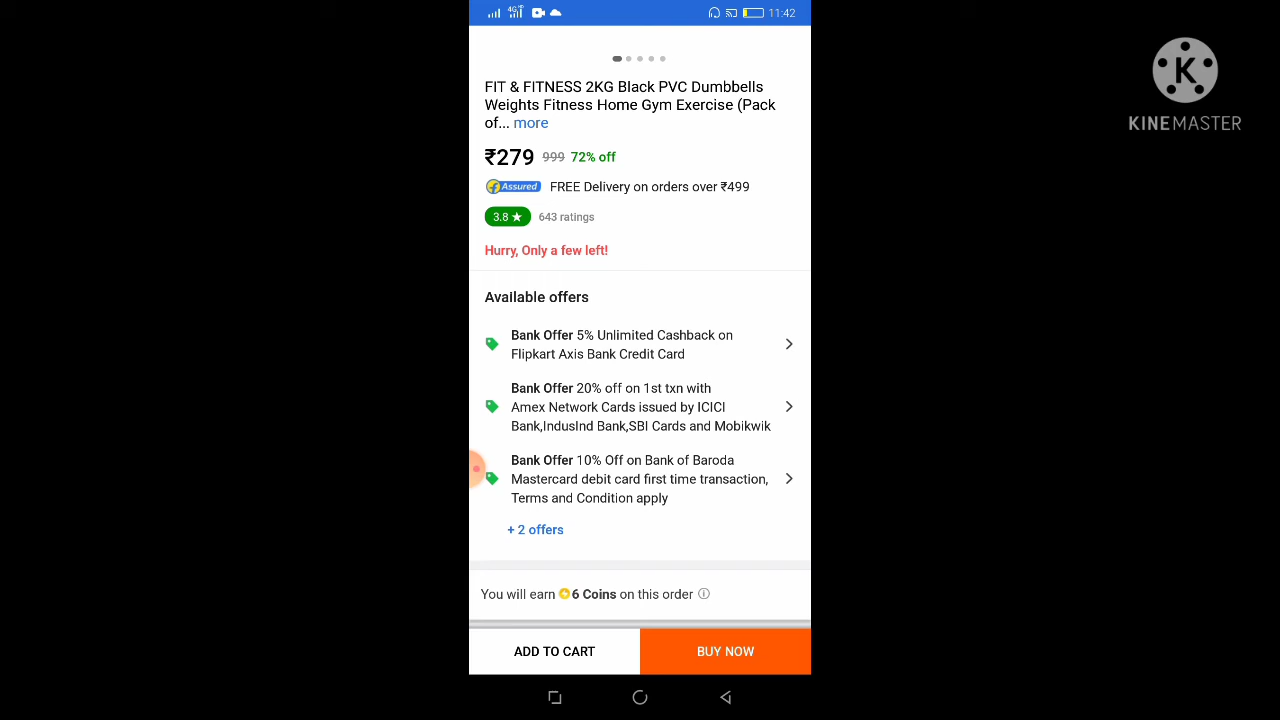 4G 11:42
FIT & FITNESS 2KG Black PVC Dumbbells
Weights Fitness Home Gym Exercise (Pack
of... more
₹279 999 72% off
Assured FREE Delivery on orders over ₹499
3.8 ★ 643 ratings
Hurry, Only a few left!
Available offers
Bank Offer 5% Unlimited Cashback on
Flipkart Axis Bank Credit Card
Bank Offer 20% off on 1st txn with
Amex Network Cards issued by ICICI
Bank,IndusInd Bank,SBI Cards and Mobikwik
Bank Offer 10% Off on Bank of Baroda
Mastercard debit card first time transaction,
Terms and Condition apply
+ 2 offers
You will earn 6 Coins on this order
ADD TO CART BUY NOW
K
KINEMASTER